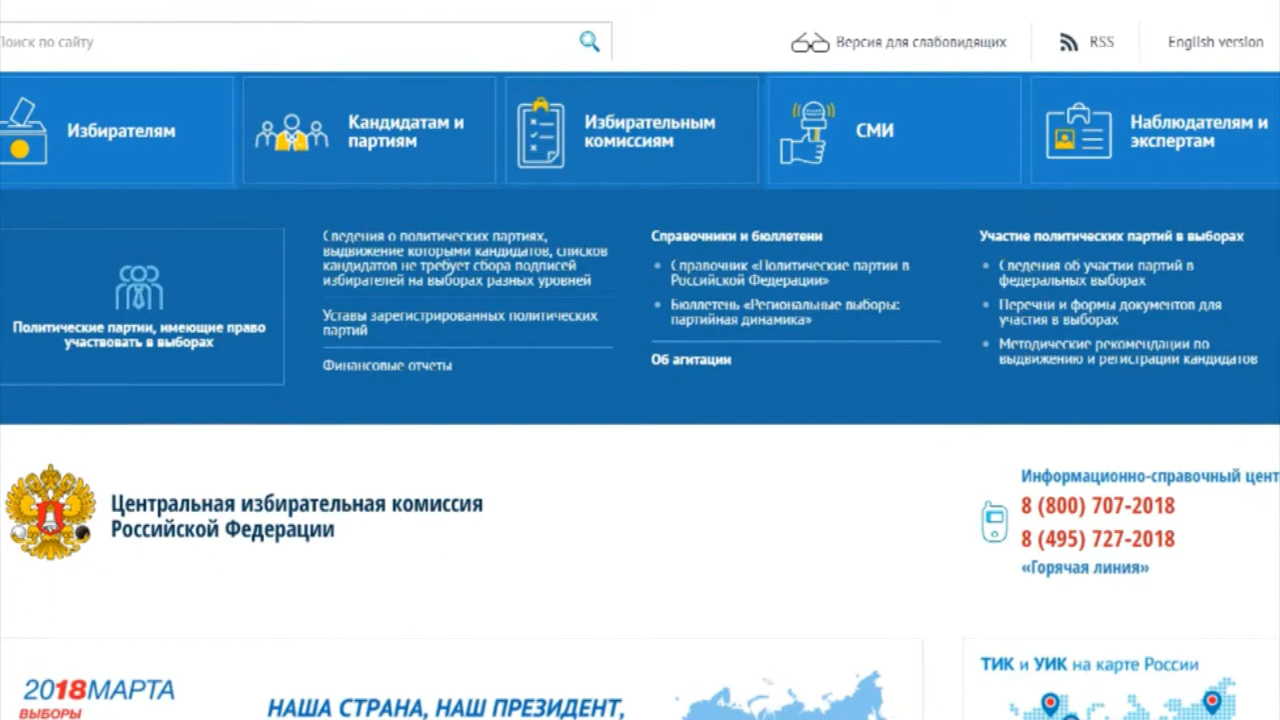 Поиск по сайту
Версия для слабовидящих
RSS
English version
Избирателям
Кандидатам и
партиям
Избирательным
комиссиям
СМИ
Наблюдателям и
экспертам
Политические партии, имеющие право
участвовать в выборах
Сведения о политических партиях,
выдвижение которыми кандидатов, списков
кандидатов не требует сбора подписей
избирателей на выборах разных уровней
Уставы зарегистрированных политических
партий
Финансовые отчеты
Справочники и бюллетени
Справочник «Политические партии в
Российской Федерации»
Бюллетень «Региональные выборы:
партийная динамика»
Об агитации
Участие политических партий в выборах
Сведения об участии партий в
федеральных выборах
Перечни и формы документов для
участия в выборах
Методические рекомендации по
выдвижению и регистрации кандидатов
Центральная избирательная комиссия
Российской Федерации
Информационно-справочный цент
8 (800) 707-2018
8 (495) 727-2018
«Горячая линия»
2018МАРТА
ВЫБОРЫ
НАША СТРАНА, НАШ ПРЕЗИДЕНТ,
ТИК и УИК на карте России